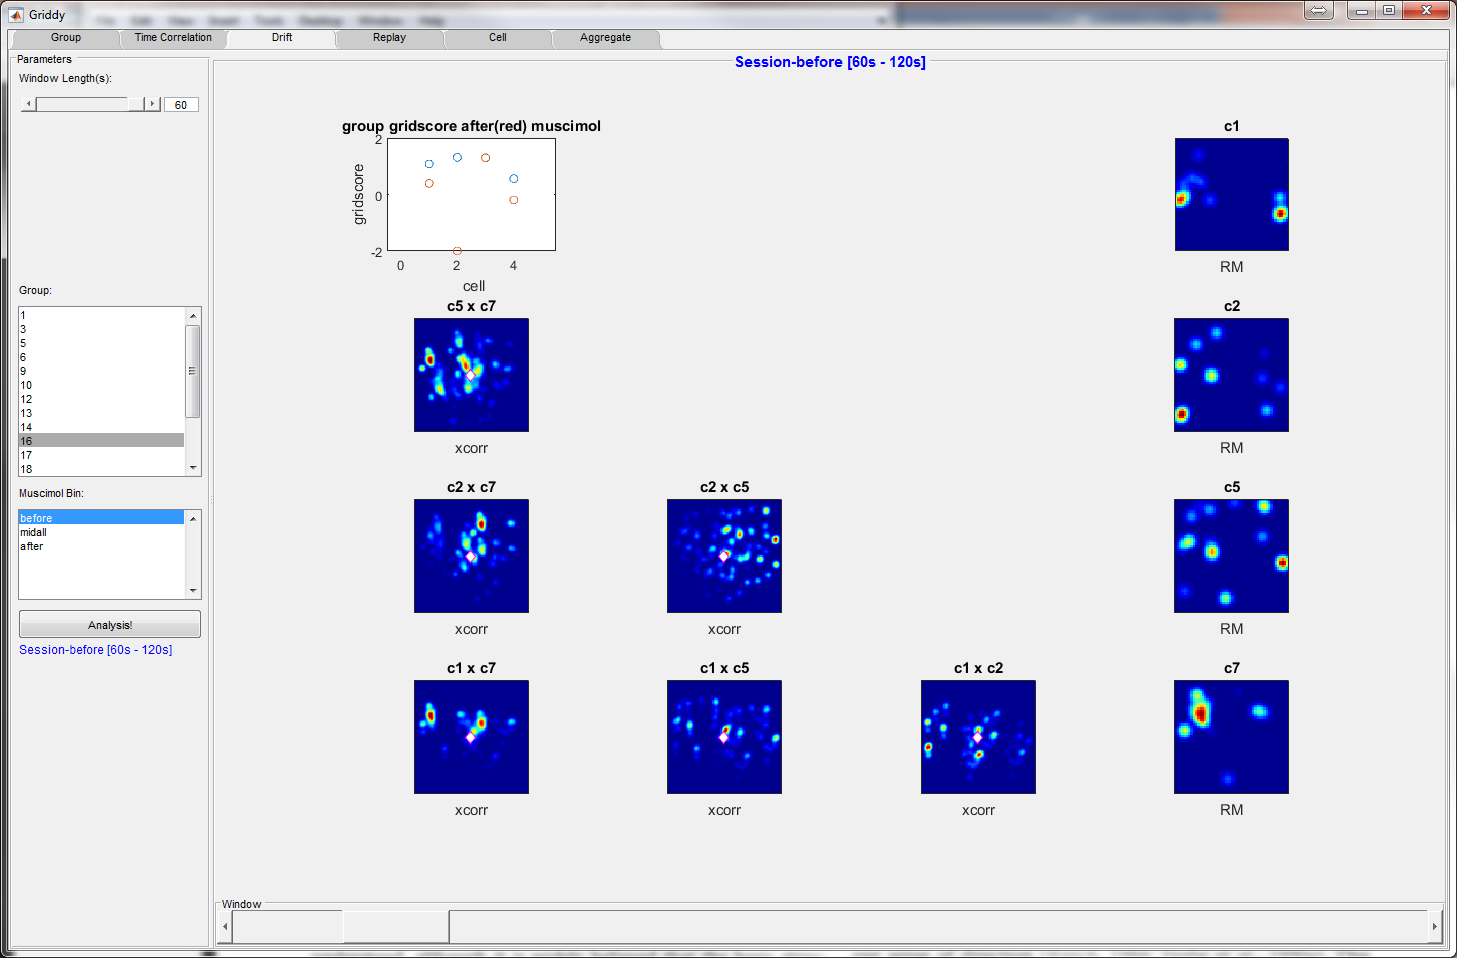 Griddy
Group
Time Correlation
Drift
Replay
Cell
Aggregate
Parameters
Window Length(s):
60
Group:
1
3
5
6
9
10
12
13
14
16
17
18
Muscimol Bin:
before
midall
after
Analysis!
Session-before [60s - 120s]
Session-before [60s - 120s]
group gridscore after(red) muscimol
2
0
-2
gridscore
0
2
4
cell
c1
RM
c5 x c7
xcorr
c2
RM
c2 x c7
xcorr
c2 x c5
xcorr
c5
RM
c1 x c7
xcorr
c1 x c5
xcorr
c1 x c2
xcorr
c7
RM
Window